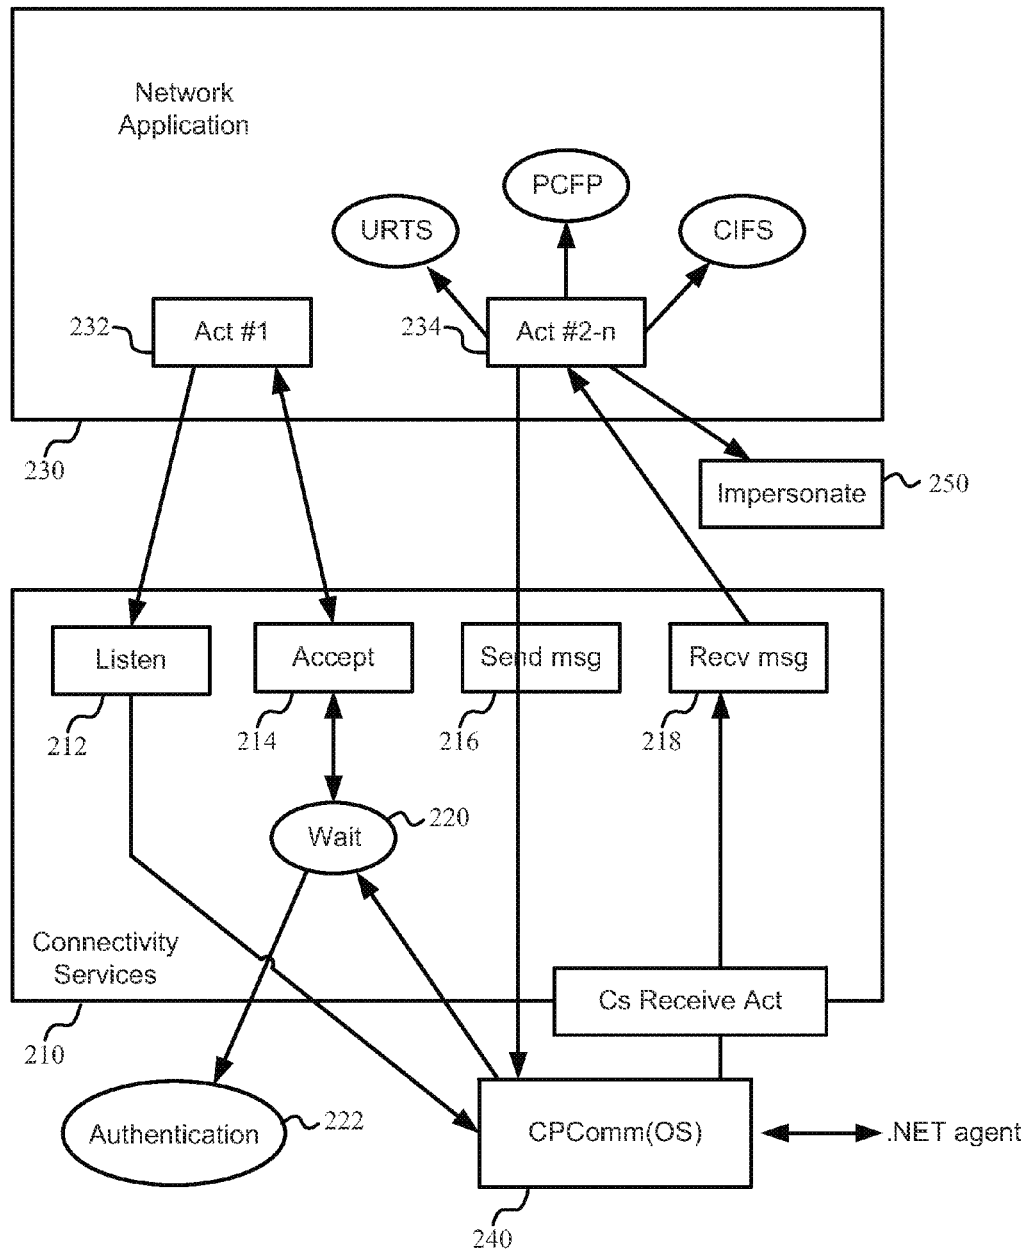 Network
Application
PCFP
URTS
CIFS
232
Act #1
234
Act #2-n
230
Impersonate
250
Listen
Accept
Send msg
Recv msg
212
214
216
218
Wait
220
Connectivity
Services
Cs Receive Act
210
Authentication
222
CPComm(OS)
.NET agent
240